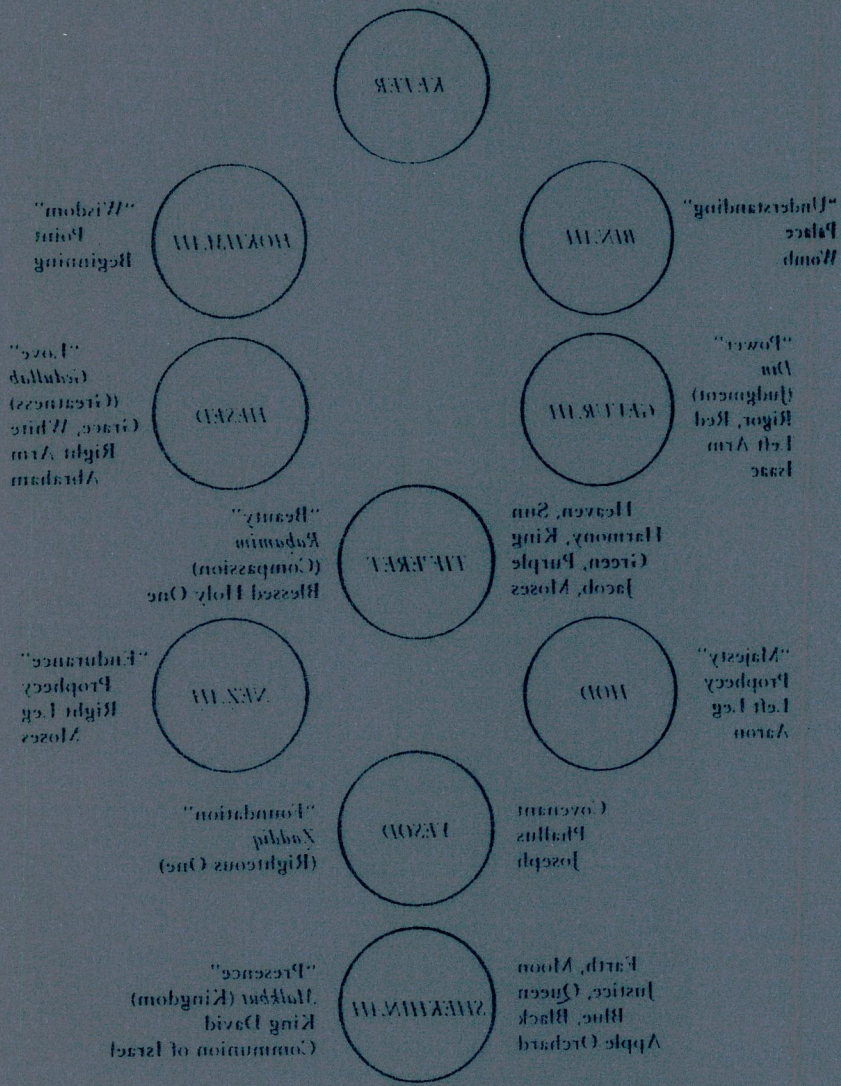 KETER
"Understanding"
Palace
Womb
BINAH
HOKHMAH
"Wisdom"
Point
Beginning
"Power"
Din
(Judgment)
Rigor, Red
Left Arm
Isaac
GEVURAH
HESED
"Love"
Gedullah
(Greatness)
Grace, White
Right Arm
Abraham
Heaven, Sun
Harmony, King
Green, Purple
Jacob, Moses
TIF'ERET
"Beauty"
Rahamim
(Compassion)
Blessed Holy One
"Majesty"
Prophecy
Left Leg
Aaron
HOD
NEZAH
"Endurance"
Prophecy
Right Leg
Moses
Covenant
Phallus
Joseph
YESOD
"Foundation"
Zaddiq
(Righteous One)
Earth, Moon
Justice, Queen
Blue, Black
Apple Orchard
SHEKHINAH
"Presence"
Malkhut (Kingdom)
King David
Communion of Israel